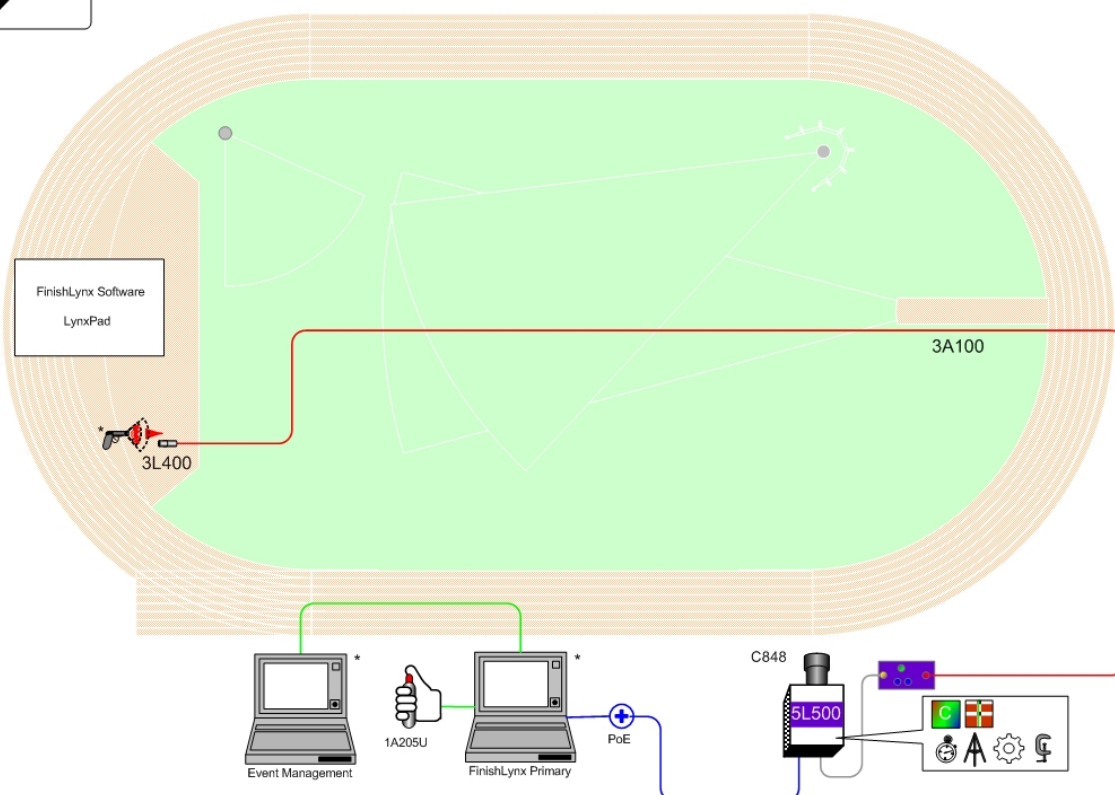 FinishLynx Software
LynxPad
3A100
*
3L400
C848
*
*
5L500
C
1A205U
PoE
Event Management
FinishLynx Primary